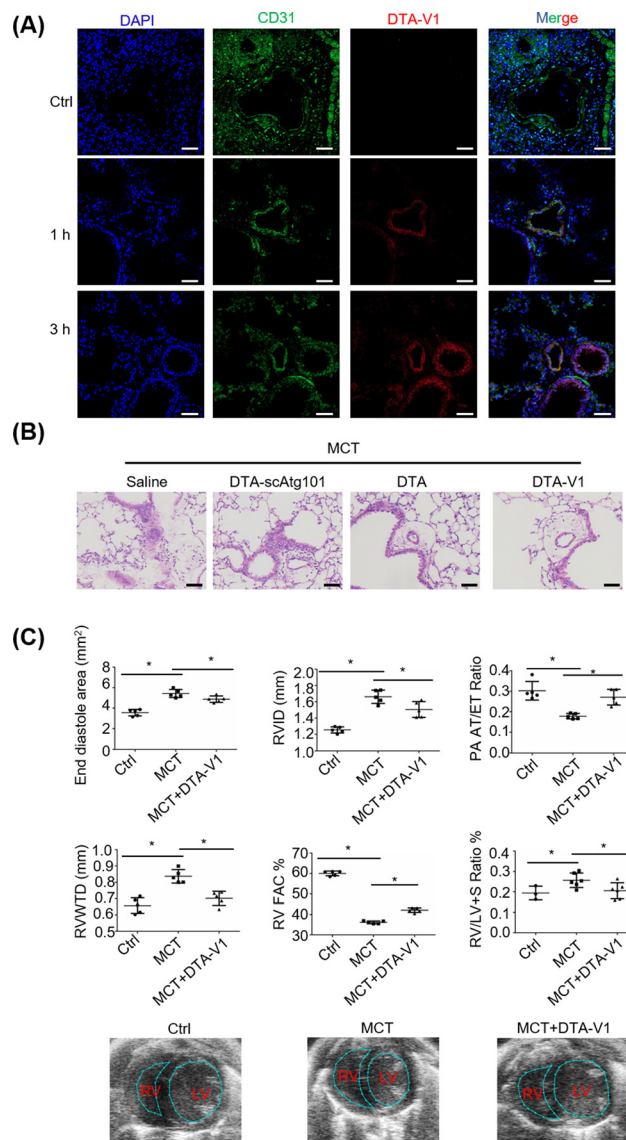 (A)
DAPI CD31 DTA-V1 Merge
Ctrl
1 h
3 h
(B)
MCT
Saline DTA-scAtg101 DTA DTA-V1
(C)
End diastole area (mm²)
8
6
4
2
0
*
*
Ctrl
MCT
MCT+DTA-V1
RVID (mm)
2.0
1.8
1.6
1.4
1.2
1.0
*
*
Ctrl
MCT
MCT+DTA-V1
PA AT/ET Ratio
0.4
0.3
0.2
0.1
0.0
*
*
Ctrl
MCT
MCT+DTA-V1
RVWTD (mm)
1.0
0.9
0.8
0.7
0.6
0.5
*
*
Ctrl
MCT
MCT+DTA-V1
RV FAC %
70
60
50
40
30
*
*
Ctrl
MCT
MCT+DTA-V1
RV/LV+S Ratio %
0.4
0.3
0.2
0.1
0.0
*
*
Ctrl
MCT
MCT+DTA-V1
Ctrl MCT MCT+DTA-V1
RV LV RV LV RV LV